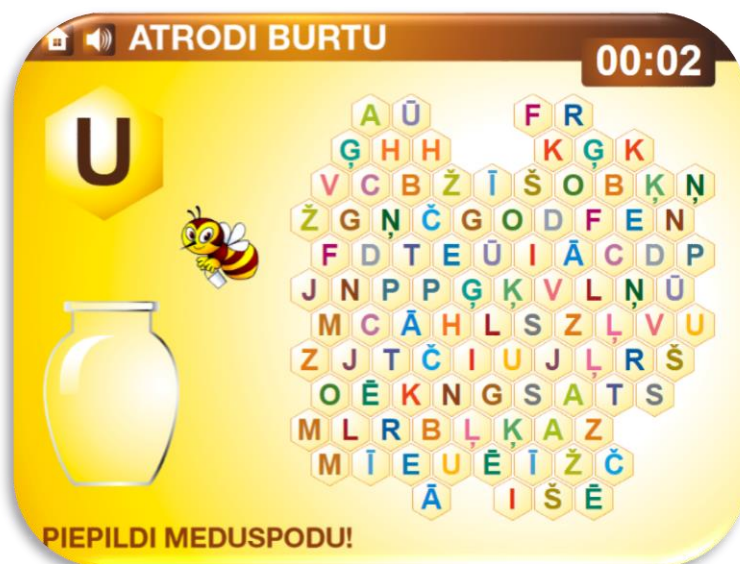 ATRODI BURTU
00:02
U
A Ū F R
Ģ H H K Ģ K
V C B Ž Ī Š O B Ķ Ņ
Ž G Ņ Č G O D F E N
F D T E Ū I Ā C D P
J N P P Ģ Ķ V L Ņ Ū
M C Ā H L S Z Ļ V U
Z J T Č I U J Ļ R Š
O Ē K N G S A T S
M L R B Ļ Ķ A Z
M Ī E U Ē Ī Ž Č
Ā I Š Ē
PIEPILDI MEDUSPODU!